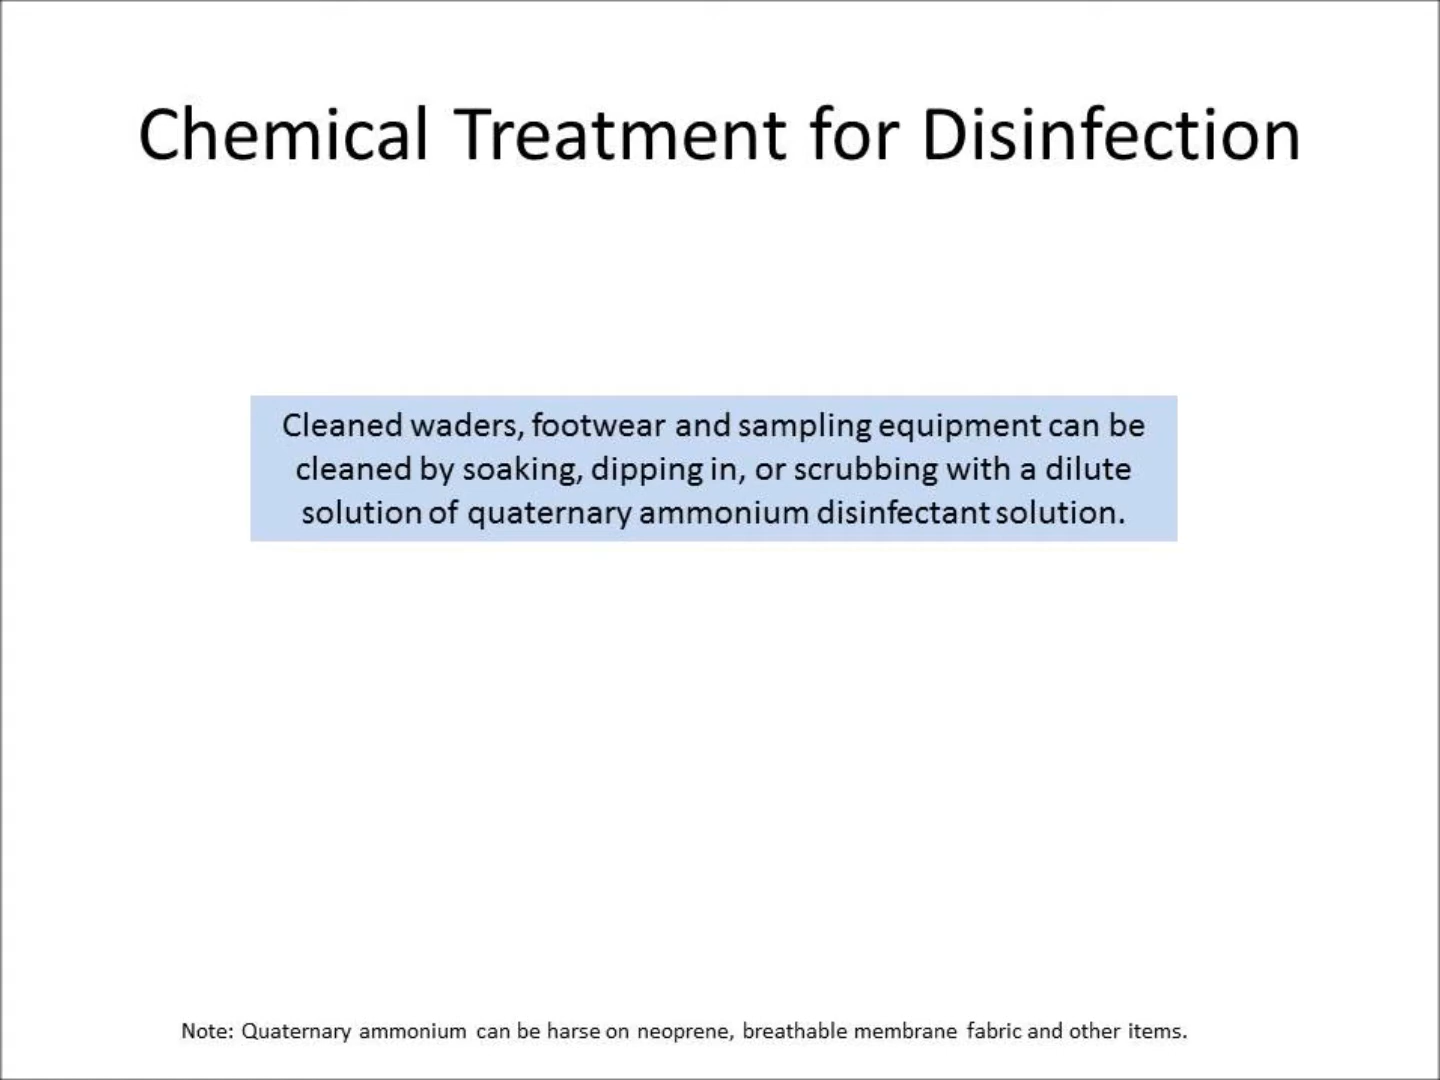 Chemical Treatment for Disinfection
Cleaned waders, footwear and sampling equipment can be
cleaned by soaking, dipping in, or scrubbing with a dilute
solution of quaternary ammonium disinfectant solution.
Note: Quaternary ammonium can be harse on neoprene, breathable membrane fabric and other items.